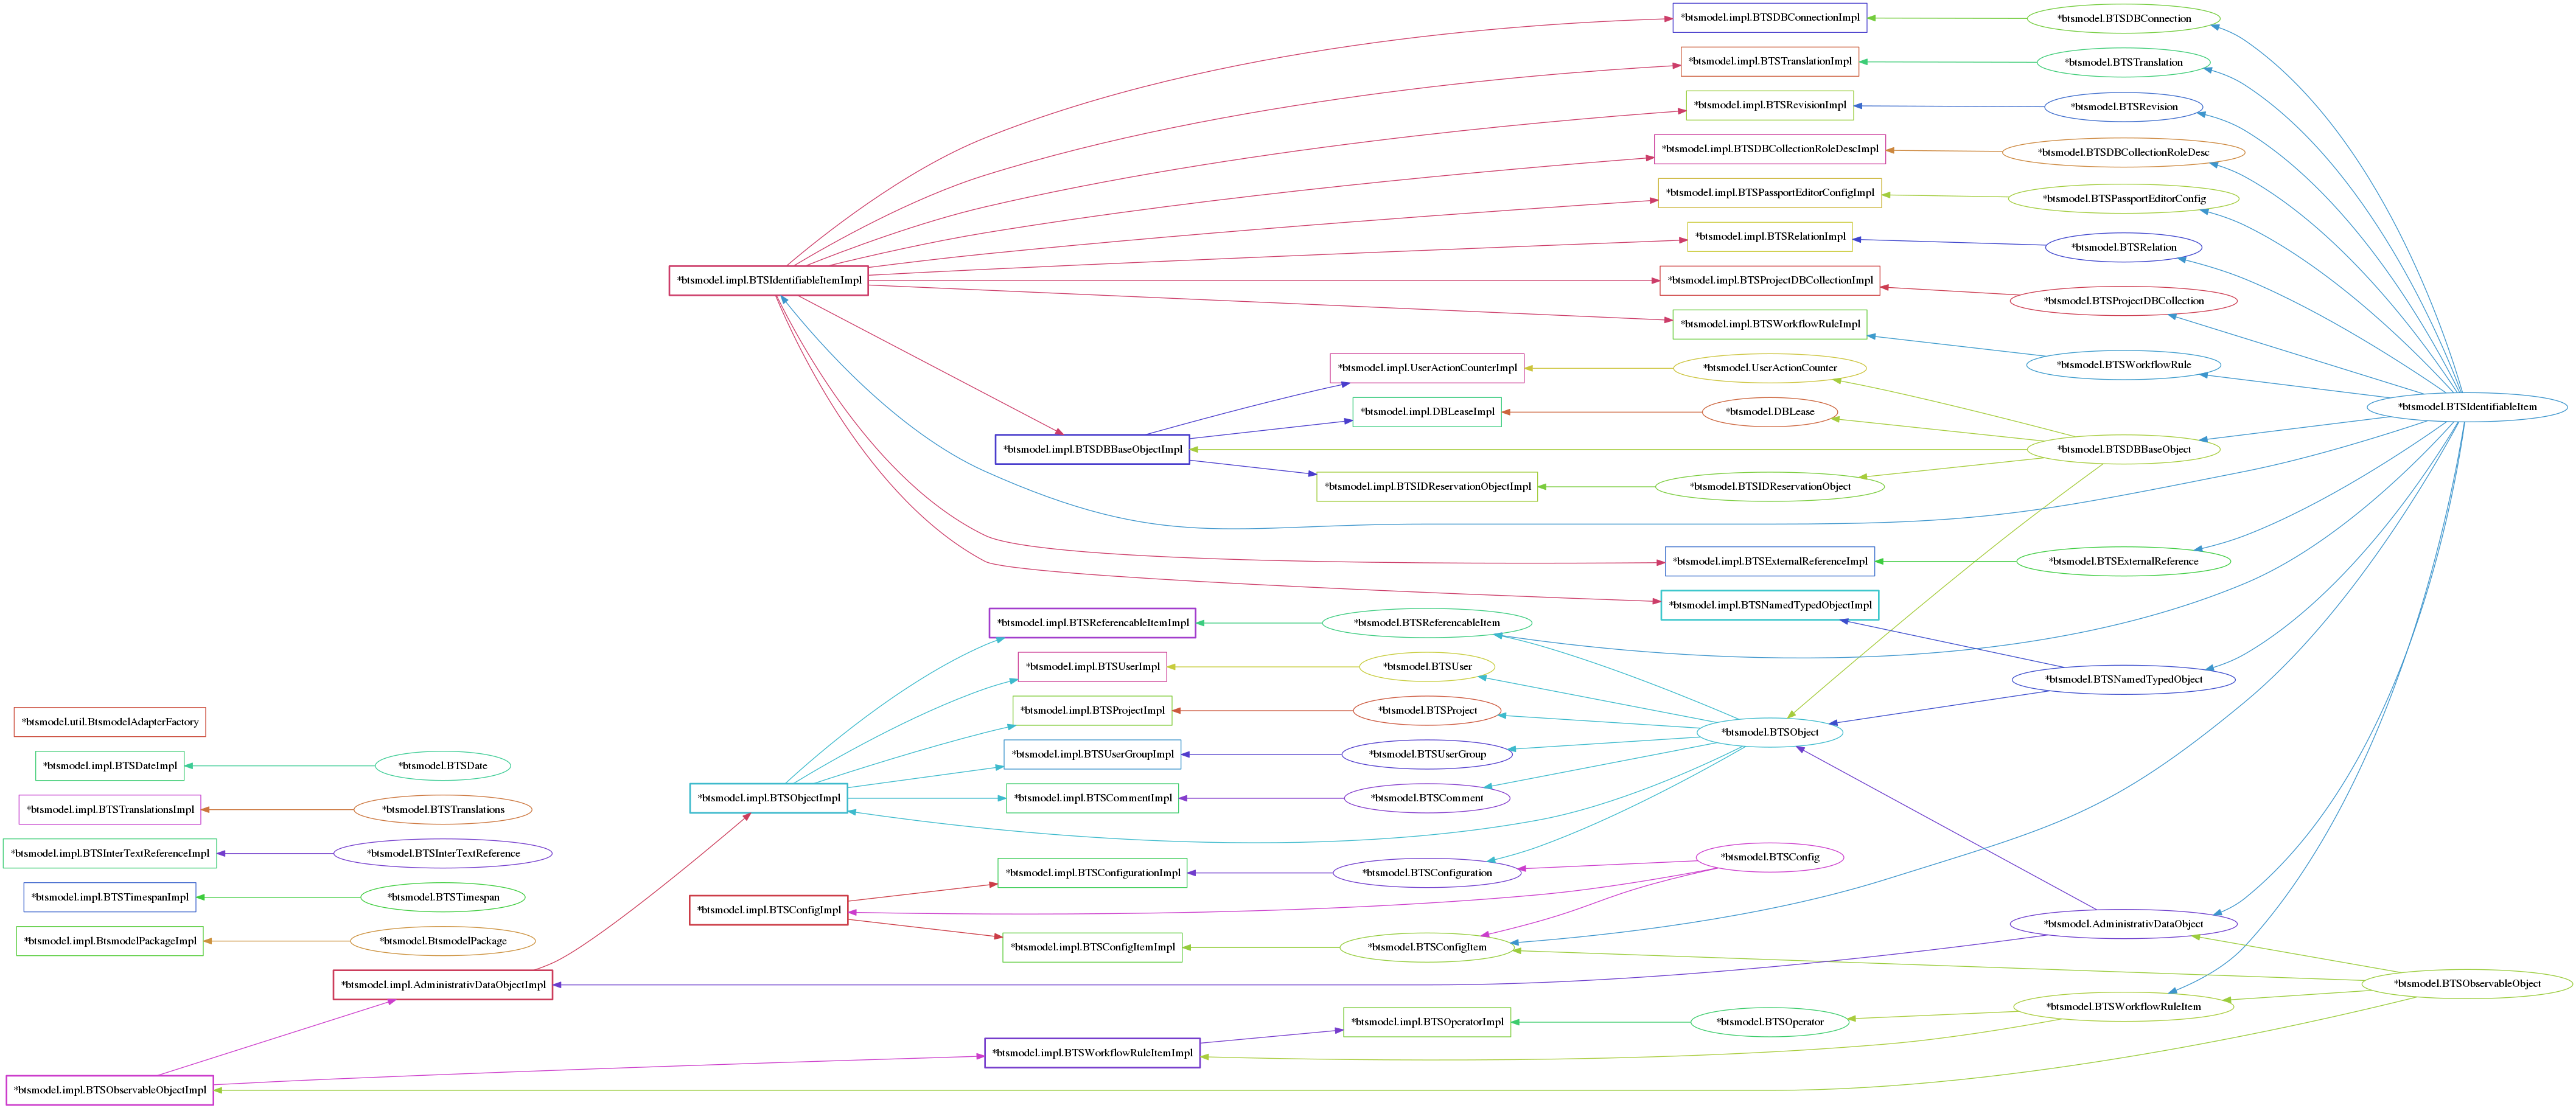 *btsmodel.impl.BTSDBConnectionImpl
*btsmodel.BTSDBConnection
*btsmodel.impl.BTSTranslationImpl
*btsmodel.BTSTranslation
*btsmodel.impl.BTSRevisionImpl
*btsmodel.BTSRevision
*btsmodel.impl.BTSDBCollectionRoleDescImpl
*btsmodel.BTSDBCollectionRoleDesc
*btsmodel.impl.BTSPassportEditorConfigImpl
*btsmodel.BTSPassportEditorConfig
*btsmodel.impl.BTSRelationImpl
*btsmodel.BTSRelation
*btsmodel.impl.BTSIdentifiableItemImpl
*btsmodel.impl.BTSProjectDBCollectionImpl
*btsmodel.BTSProjectDBCollection
*btsmodel.impl.BTSWorkflowRuleImpl
*btsmodel.BTSWorkflowRule
*btsmodel.impl.UserActionCounterImpl
*btsmodel.UserActionCounter
*btsmodel.BTSIdentifiableItem
*btsmodel.impl.DBLeaseImpl
*btsmodel.DBLease
*btsmodel.impl.BTSDBBaseObjectImpl
*btsmodel.BTSDBBaseObject
*btsmodel.impl.BTSIDReservationObjectImpl
*btsmodel.BTSIDReservationObject
*btsmodel.impl.BTSExternalReferenceImpl
*btsmodel.BTSExternalReference
*btsmodel.impl.BTSNamedTypedObjectImpl
*btsmodel.impl.BTSReferencableItemImpl
*btsmodel.BTSReferencableItem
*btsmodel.impl.BTSUserImpl
*btsmodel.BTSUser
*btsmodel.BTSNamedTypedObject
*btsmodel.impl.BTSProjectImpl
*btsmodel.BTSProject
*btsmodel.util.BtsmodelAdapterFactory
*btsmodel.BTSObject
*btsmodel.impl.BTSUserGroupImpl
*btsmodel.BTSUserGroup
*btsmodel.impl.BTSDateImpl
*btsmodel.BTSDate
*btsmodel.impl.BTSObjectImpl
*btsmodel.impl.BTSCommentImpl
*btsmodel.BTSComment
*btsmodel.impl.BTSTranslationsImpl
*btsmodel.BTSTranslations
*btsmodel.impl.BTSInterTextReferenceImpl
*btsmodel.BTSInterTextReference
*btsmodel.BTSConfig
*btsmodel.impl.BTSConfigurationImpl
*btsmodel.BTSConfiguration
*btsmodel.impl.BTSTimespanImpl
*btsmodel.BTSTimespan
*btsmodel.impl.BTSConfigImpl
*btsmodel.AdministrativDataObject
*btsmodel.impl.BtsmodelPackageImpl
*btsmodel.BtsmodelPackage
*btsmodel.impl.BTSConfigItemImpl
*btsmodel.BTSConfigItem
*btsmodel.impl.AdministrativDataObjectImpl
*btsmodel.BTSObservableObject
*btsmodel.BTSWorkflowRuleItem
*btsmodel.impl.BTSOperatorImpl
*btsmodel.BTSOperator
*btsmodel.impl.BTSWorkflowRuleItemImpl
*btsmodel.impl.BTSObservableObjectImpl